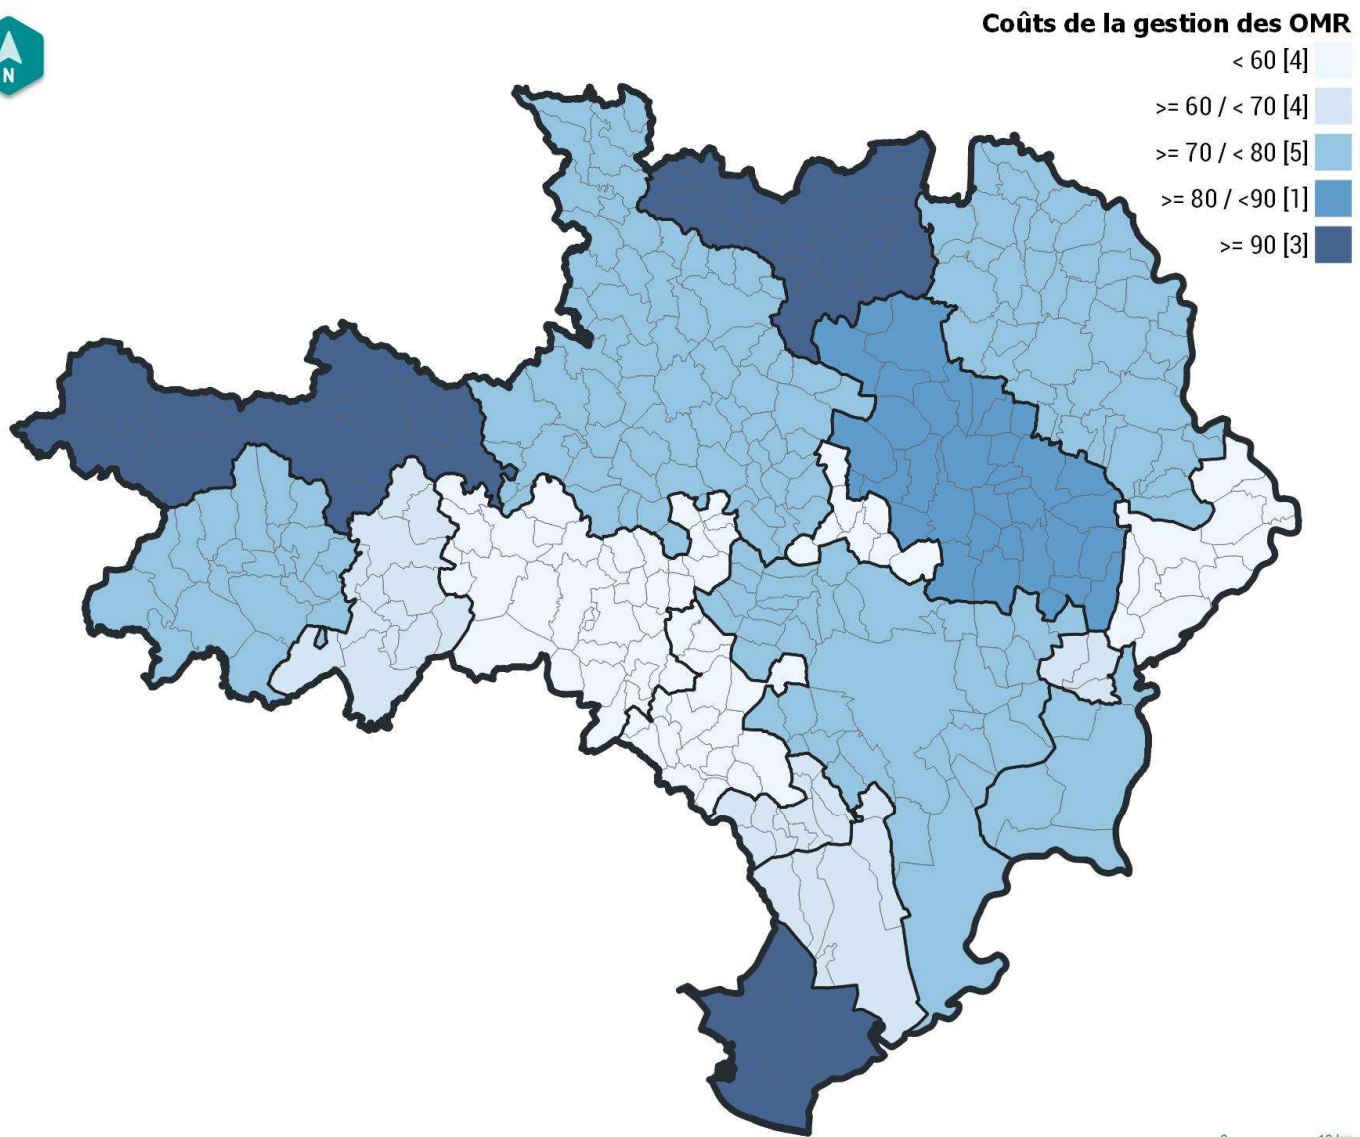 N
Coûts de la gestion des OMR
< 60 [4]
>= 60 / < 70 [4]
>= 70 / < 80 [5]
>= 80 / <90 [1]
>= 90 [3]